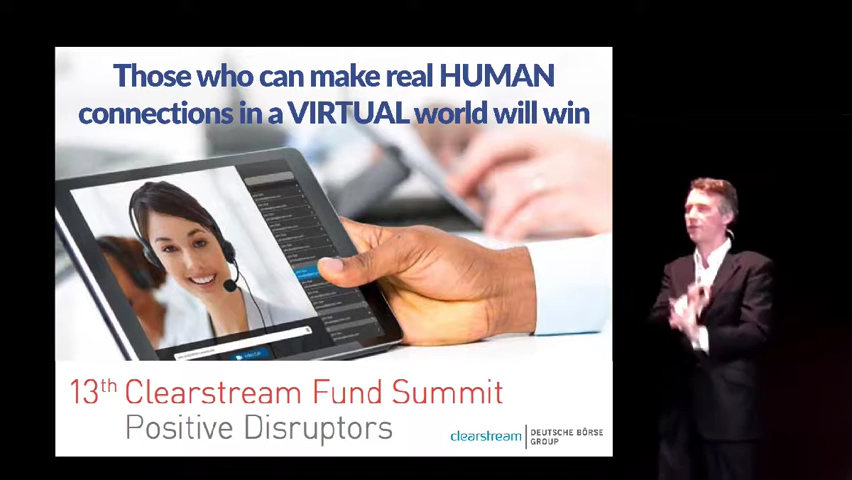 Those who can make real HUMAN
connections in a VIRTUAL world will win
13th Clearstream Fund Summit
Positive Disruptors
clearstream | DEUTSCHE BÖRSE
GROUP